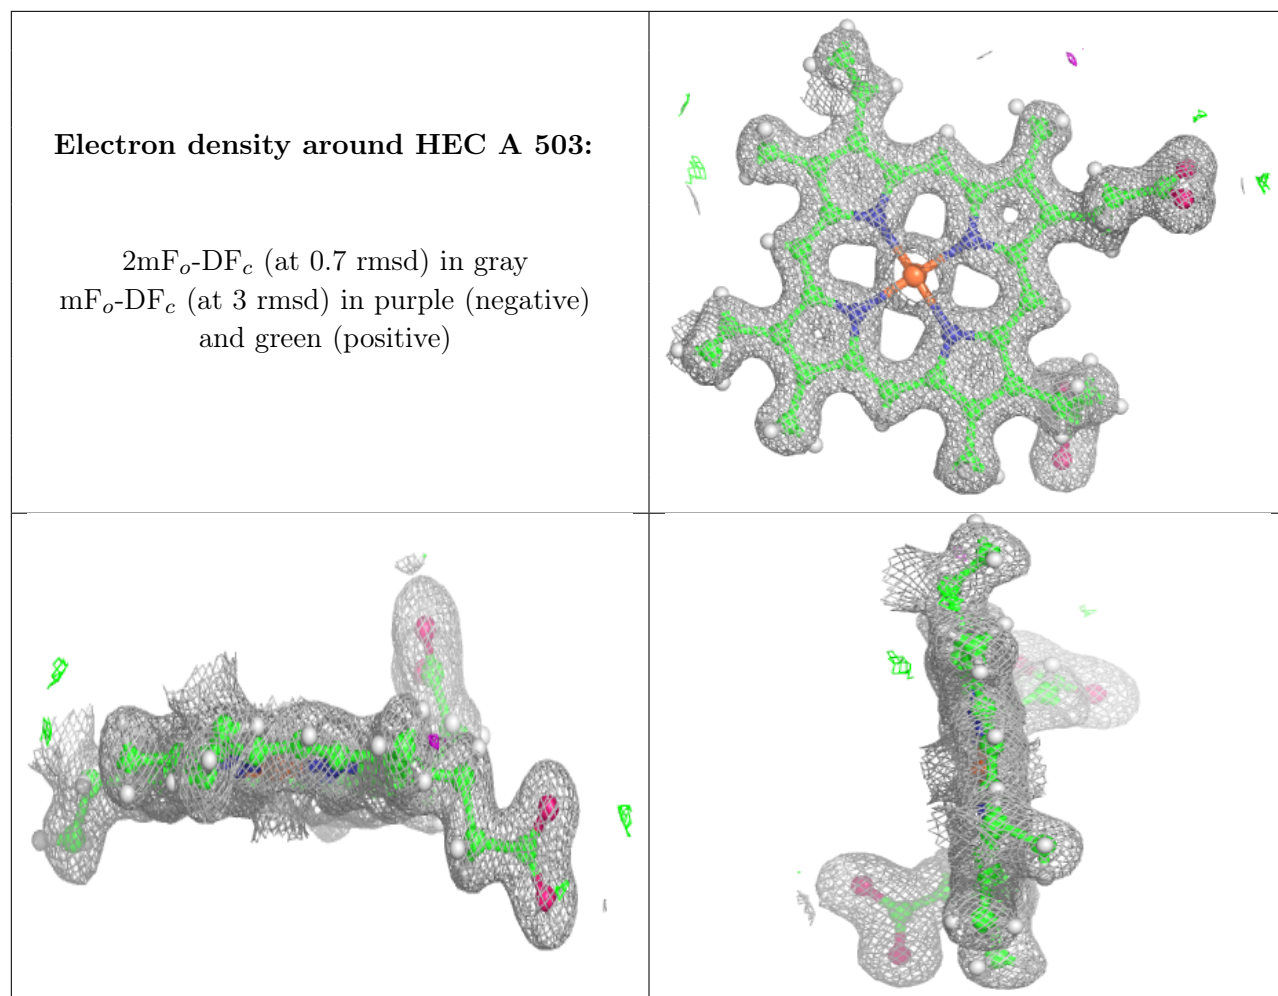 Electron density around HEC A 503:
2mFo-DFc (at 0.7 rmsd) in gray
mFo-DFc (at 3 rmsd) in purple (negative)
and green (positive)